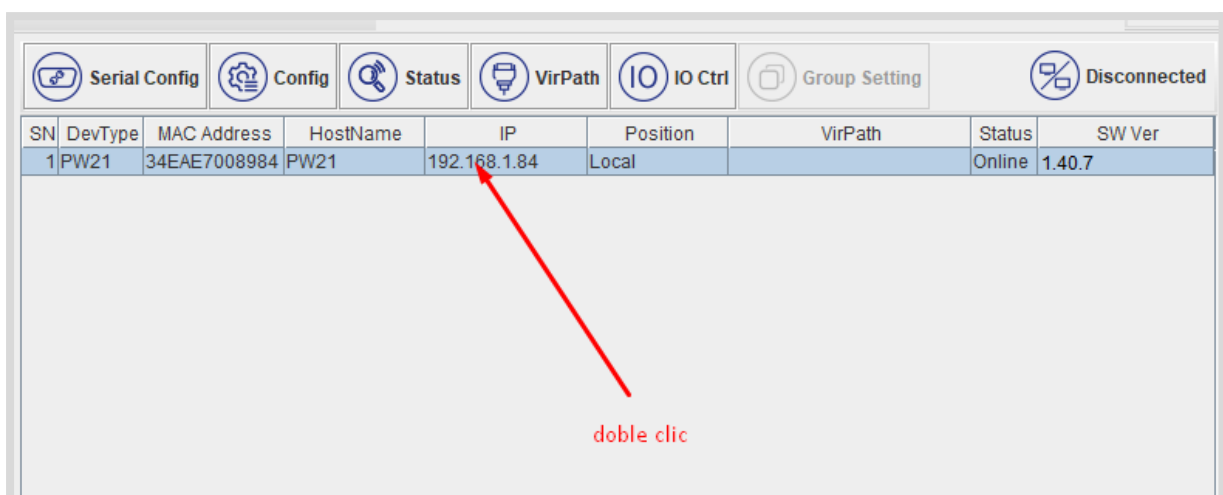 Serial Config Config Status VirPath IO IO Ctrl Group Setting Disconnected
SN DevType MAC Address HostName IP Position VirPath Status SW Ver
1 PW21 34EAE7008984 PW21 192.168.1.84 Local Online 1.40.7
doble clic